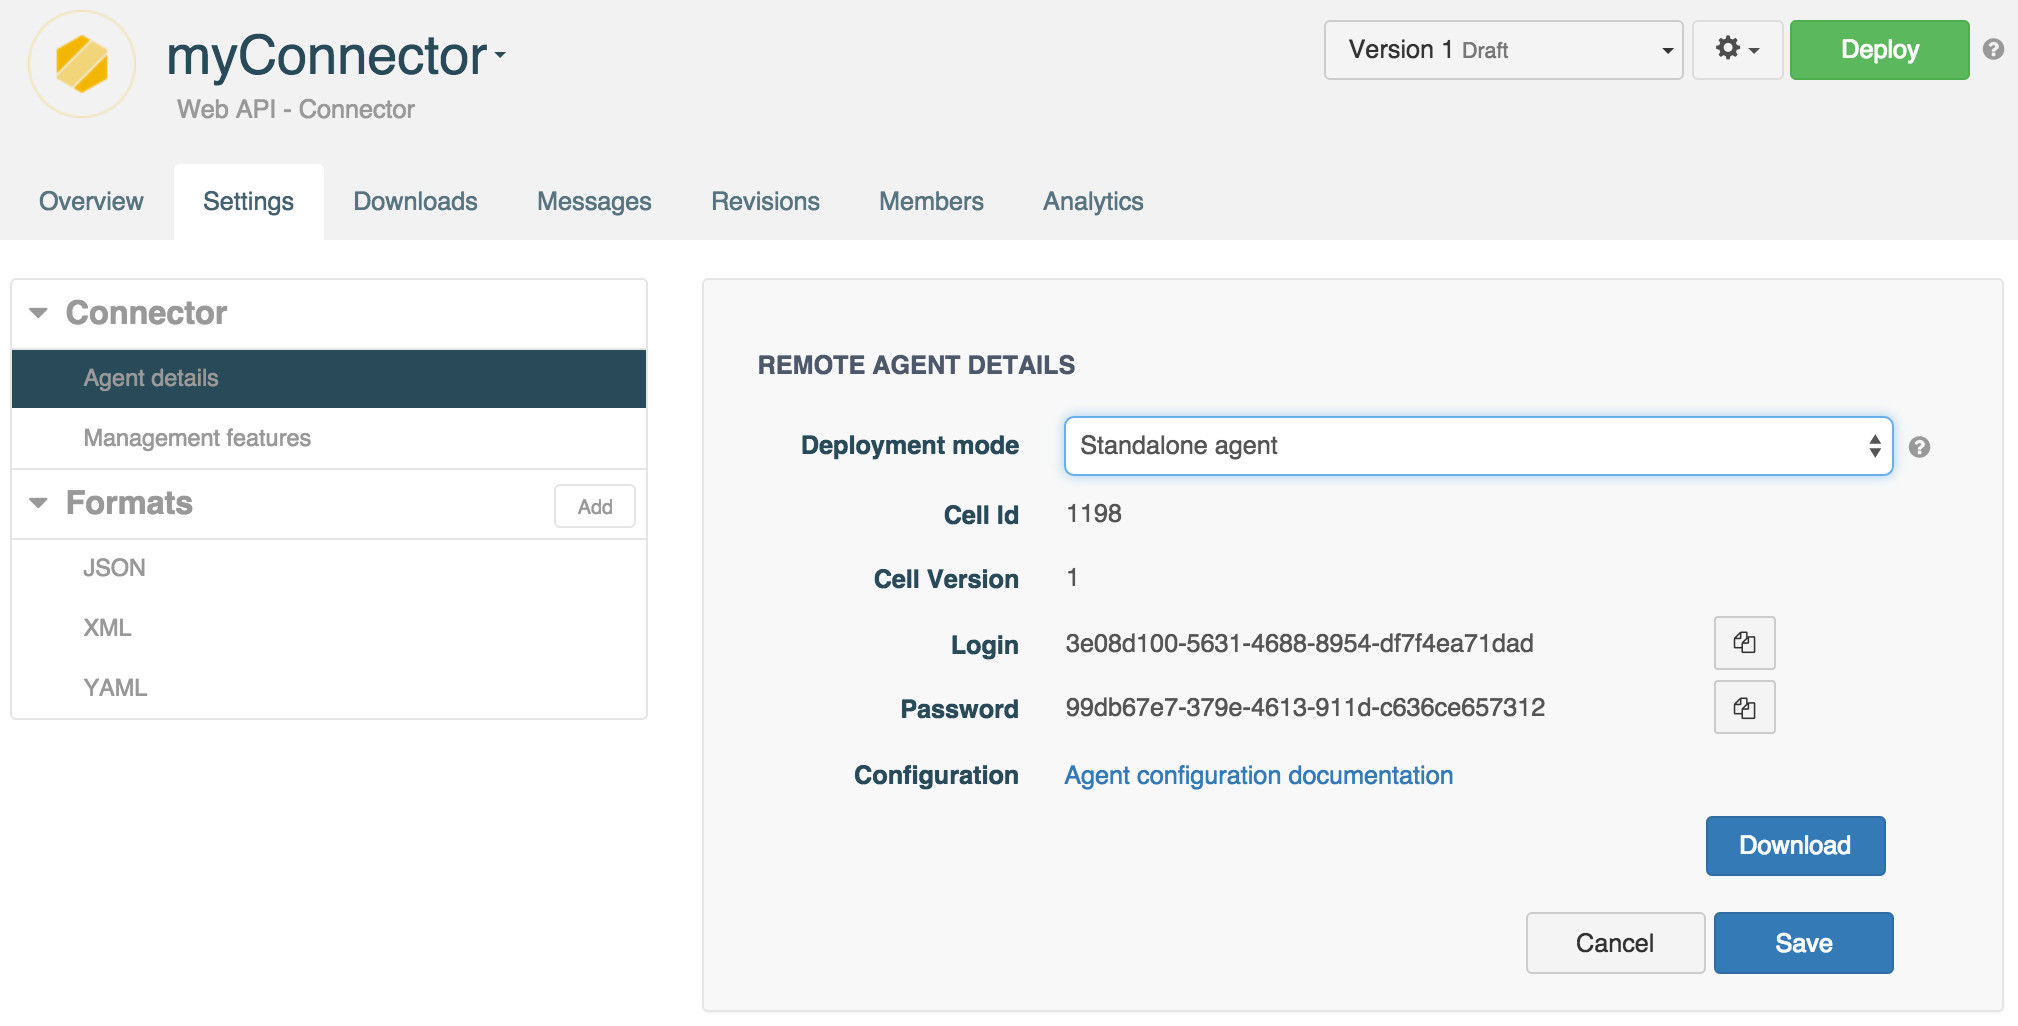 myConnector
Version 1 Draft
Deploy
Web API - Connector
Overview Settings Downloads Messages Revisions Members Analytics
Connector
Agent details
Management features
Formats Add
JSON
XML
YAML
REMOTE AGENT DETAILS
Deployment mode Standalone agent
Cell Id 1198
Cell Version 1
Login 3e08d100-5631-4688-8954-df7f4ea71dad
Password 99db67e7-379e-4613-911d-c636ce657312
Configuration Agent configuration documentation
Download
Cancel Save